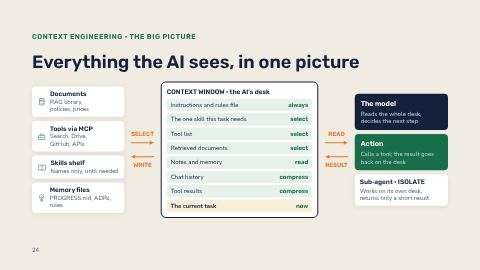 CONTEXT ENGINEERING • THE BIG PICTURE
Everything the AI sees, in one picture
Documents
RAG library,
policies, prices
Tools via MCP
Search, Drive,
GitHub, APIs
Skills shelf
Names only, until needed
Memory files
PROGRESS.md, ADPs,
rules
SELECT
WRITE
CONTEXT WINDOW • the AI's desk
Instructions and rules file always
The one skill this task needs select
Tool list select
Retrieved documents select
Notes and memory read
Chat history compress
Tool results compress
The current task now
READ
RESULT
The model
Reads the whole desk,
decides the next step
Action
Calls a tool; the result goes
back on the desk
Sub-agent • ISOLATE
Works on its own desk,
returns only a short result
24